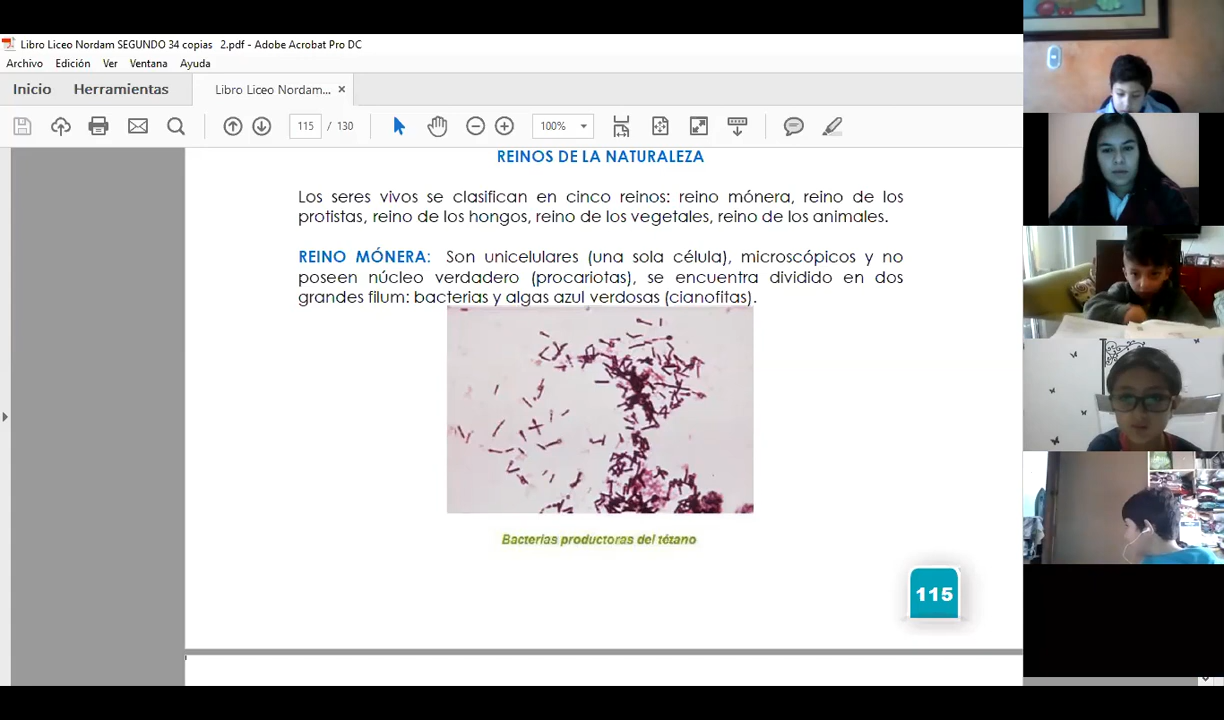 Libro Liceo Nordam SEGUNDO 34 copias 2.pdf - Adobe Acrobat Pro DC
Archivo Edición Ver Ventana Ayuda
Inicio Herramientas Libro Liceo Nordam... ×
115 / 130 100%
REINOS DE LA NATURALEZA
Los seres vivos se clasifican en cinco reinos: reino mónera, reino de los
protistas, reino de los hongos, reino de los vegetales, reino de los animales.
REINO MÓNERA: Son unicelulares (una sola célula), microscópicos y no
poseen núcleo verdadero (procariotas), se encuentra dividido en dos
grandes filum: bacterias y algas azul verdosas (cianofitas).
Bacterias productoras del tézano
115